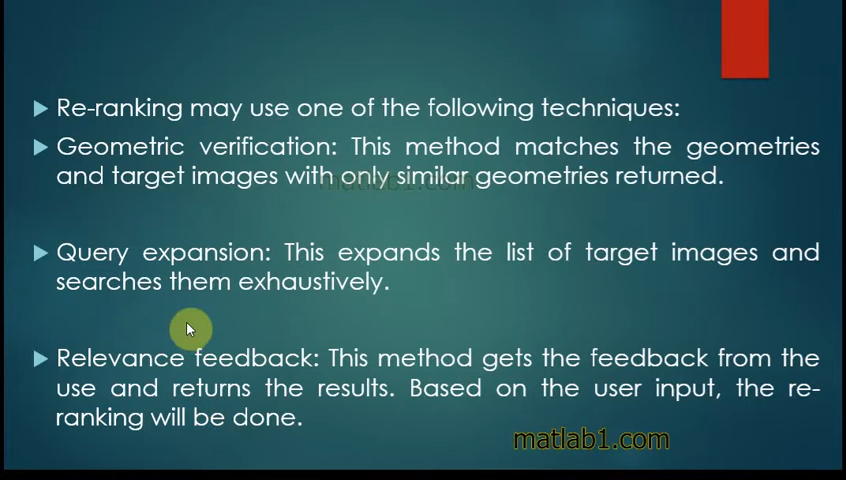 Re-ranking may use one of the following techniques:
Geometric verification: This method matches the geometries
and target images with only similar geometries returned.
matlab1.com
Query expansion: This expands the list of target images and
searches them exhaustively.
Relevance feedback: This method gets the feedback from the
use and returns the results. Based on the user input, the re-
ranking will be done.
matlab1.com